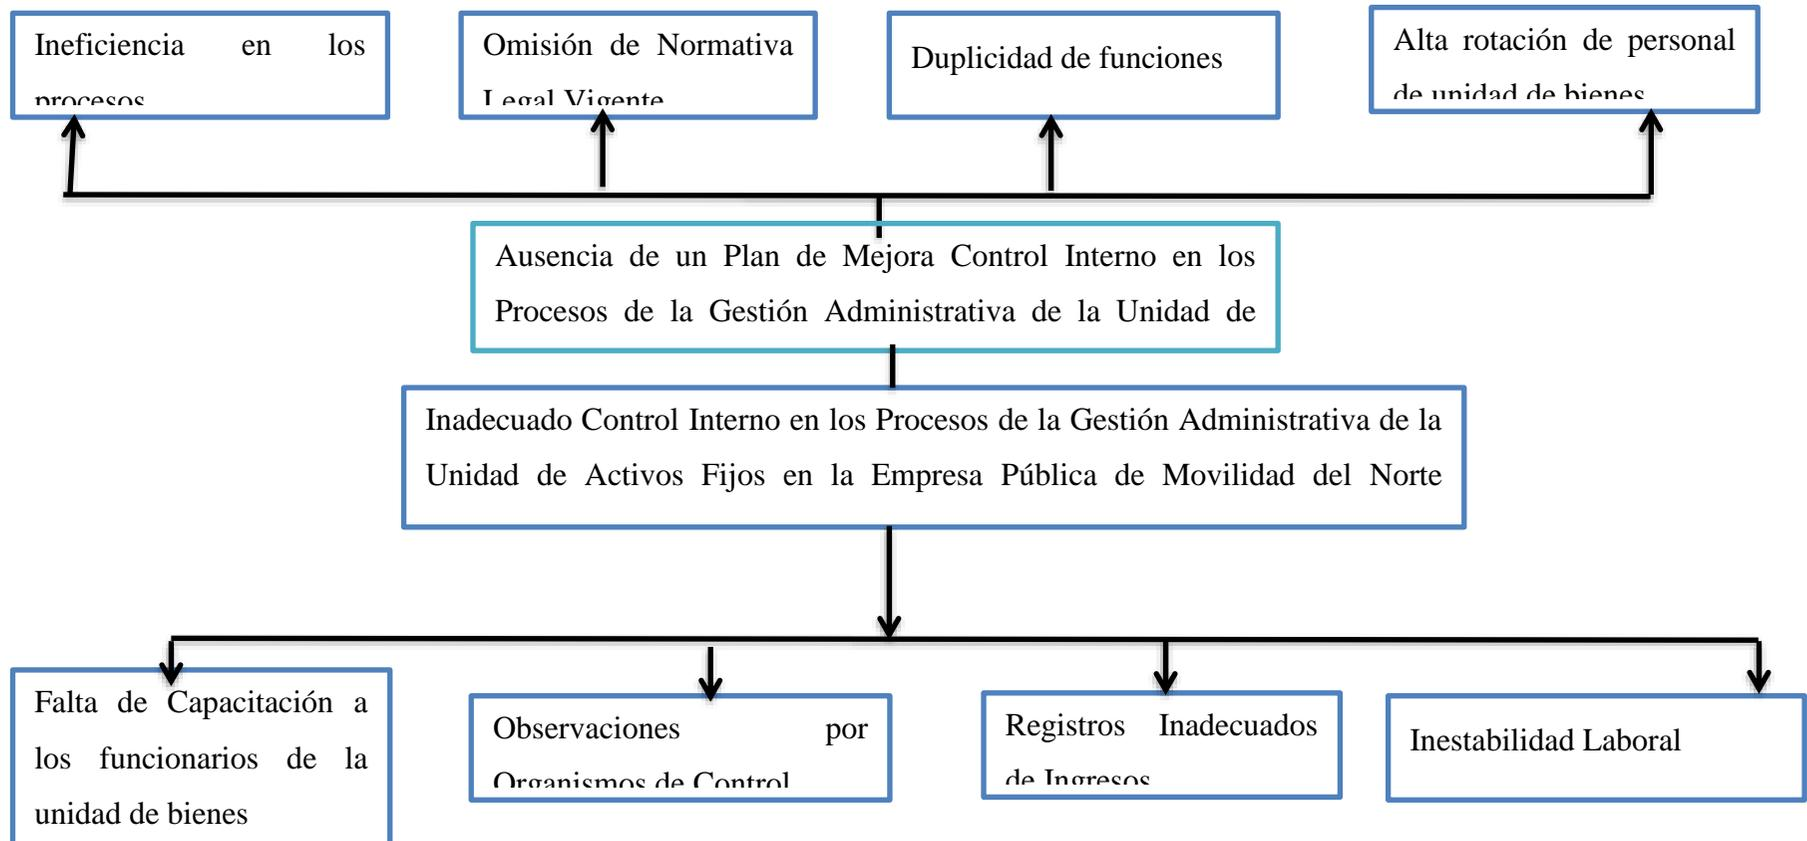 Ineficiencia en los
procesos
Omisión de Normativa
Legal Vigente
Duplicidad de funciones
Alta rotación de personal
de unidad de bienes
Ausencia de un Plan de Mejora Control Interno en los
Procesos de la Gestión Administrativa de la Unidad de
Inadecuado Control Interno en los Procesos de la Gestión Administrativa de la
Unidad de Activos Fijos en la Empresa Pública de Movilidad del Norte
Falta de Capacitación a
los funcionarios de la
unidad de bienes
Observaciones por
Organismos de Control
Registros Inadecuados
de Ingresos
Inestabilidad Laboral